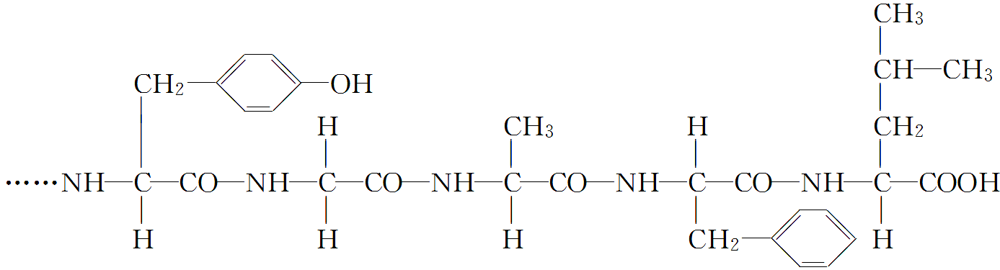 CH₃
CH—CH₃
CH₂ OH
H CH₃ H CH₂
……NH—C—CO—NH—C—CO—NH—C—CO—NH—C—CO—NH—C—COOH
H H H CH₂ H